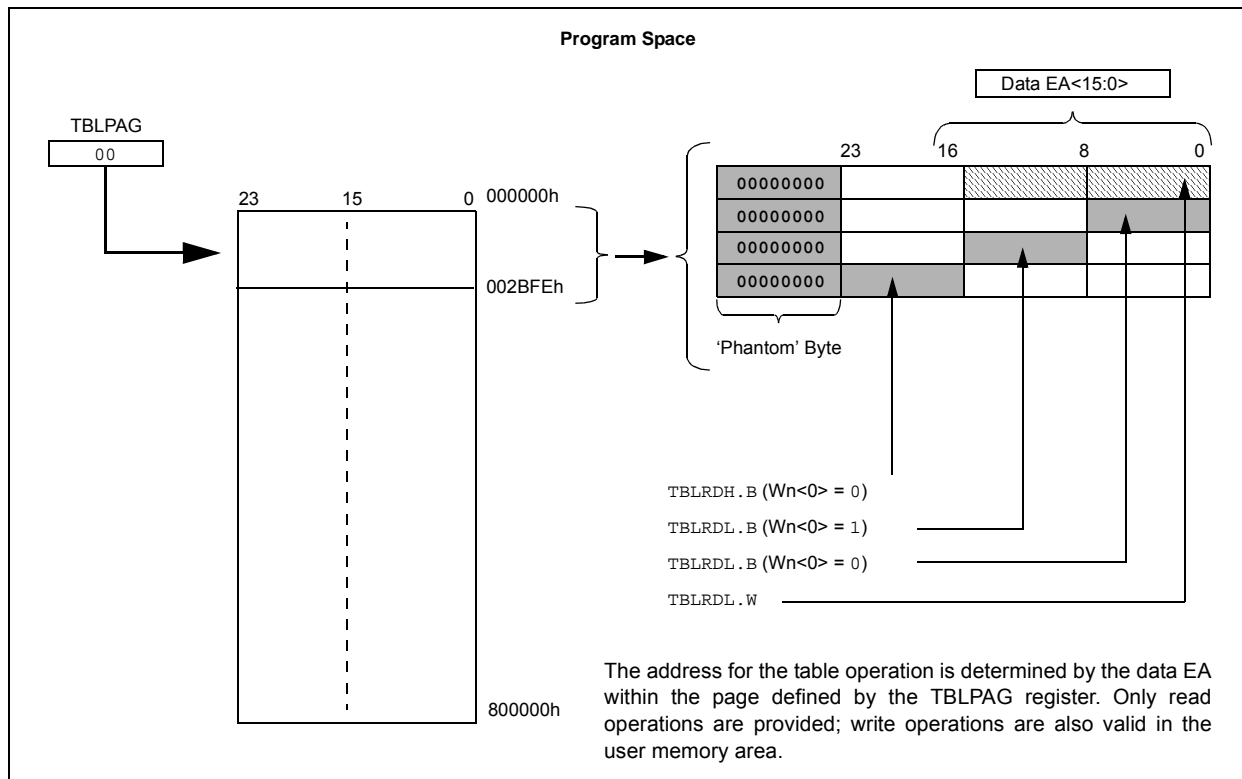 Program Space
Data EA<15:0>
TBLPAG
00
23 16 8 0
23 15 0
000000h
002BFEh
800000h
00000000
00000000
00000000
00000000
‘Phantom’ Byte
TBLRDH.B (Wn<0> = 0)
TBLRDL.B (Wn<0> = 1)
TBLRDL.B (Wn<0> = 0)
TBLRDL.W
The address for the table operation is determined by the data EA
within the page defined by the TBLPAG register. Only read
operations are provided; write operations are also valid in the
user memory area.